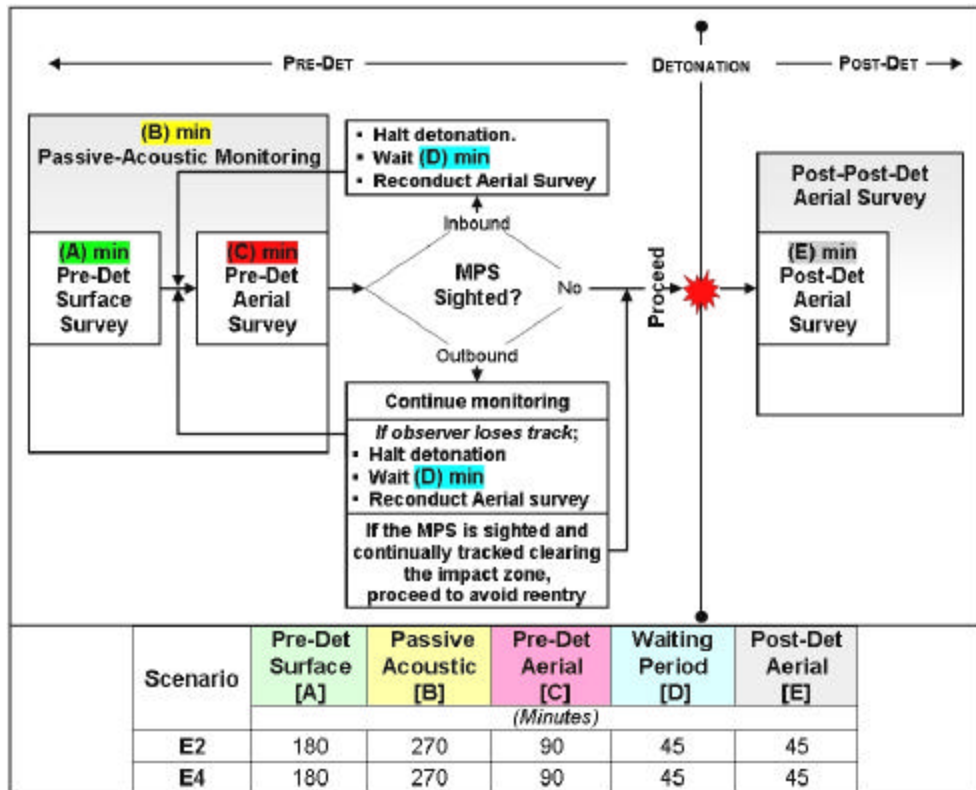 PRE-DET
DETONATION
POST-DET
(B) min
Passive-Acoustic Monitoring
(A) min
Pre-Det
Surface
Survey
(C) min
Pre-Det
Aerial
Survey
▪ Halt detonation.
▪ Wait (D) min
▪ Reconduct Aerial Survey
Inbound
MPS
Sighted?
No
Outbound
Continue monitoring
If observer loses track;
▪ Halt detonation
▪ Wait (D) min
▪ Reconduct Aerial survey
If the MPS is sighted and
continually tracked clearing
the impact zone,
proceed to avoid reentry
Proceed
Post-Post-Det
Aerial Survey
(E) min
Post-Det
Aerial
Survey
Scenario Pre-Det Surface [A] Passive Acoustic [B] Pre-Det Aerial [C] Waiting Period [D] Post-Det Aerial [E]
(Minutes)
E2 180 270 90 45 45
E4 180 270 90 45 45